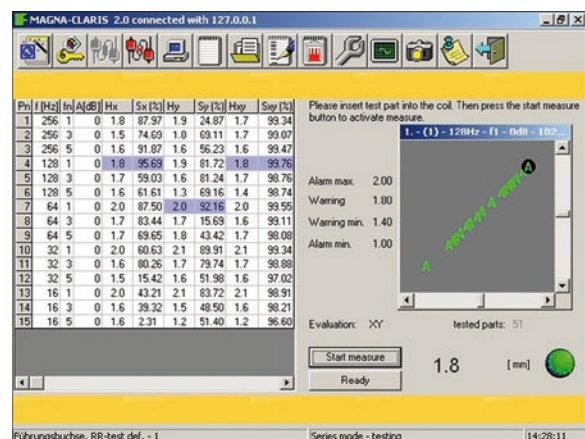 MAGNA-CLARIS 2.0 connected with 127.0.0.1
Pn f [Hz] fn A[dB] Hx Sx (%) Hy Sy (%) Hxy Sxy (%)
1 256 1 0 1.8 87.97 1.9 24.87 1.7 99.34
2 256 3 0 1.5 74.69 1.8 69.11 1.7 99.07
3 256 5 0 1.6 91.87 1.6 56.23 1.6 99.47
4 128 1 0 1.8 95.69 1.9 81.72 1.8 99.76
5 128 3 0 1.7 59.03 1.6 81.24 1.7 98.76
6 128 5 0 1.6 61.61 1.3 69.16 1.4 98.74
7 64 1 0 2.0 87.50 2.0 92.16 2.0 99.55
8 64 3 0 1.7 83.44 1.7 15.69 1.6 99.11
9 64 5 0 1.7 69.65 1.8 43.42 1.7 98.08
10 32 1 0 2.0 60.63 2.1 89.91 2.1 99.34
11 32 3 0 1.6 80.26 1.7 79.74 1.7 98.88
12 32 5 0 1.5 15.42 1.6 51.98 1.6 97.02
13 16 1 0 2.0 43.21 2.1 83.72 2.1 98.91
14 16 3 0 1.6 39.32 1.5 48.50 1.6 98.21
15 16 5 0 1.6 2.31 1.2 51.40 1.2 96.60
Please insert test part into the coil. Then press the start measure
button to activate measure.
1. - (1) - 128Hz - f1 - 0dB - 102...
A
A
A
Alarm max. 2.00
Warring 1.80
Warring min. 1.40
Alarm min. 1.00
Evaluation: XY tested parts: 51
Start measure
Ready
1.8 [mm]
Führungsbuchse, RR-test def. - 1
Series mode - testing
14:28:11